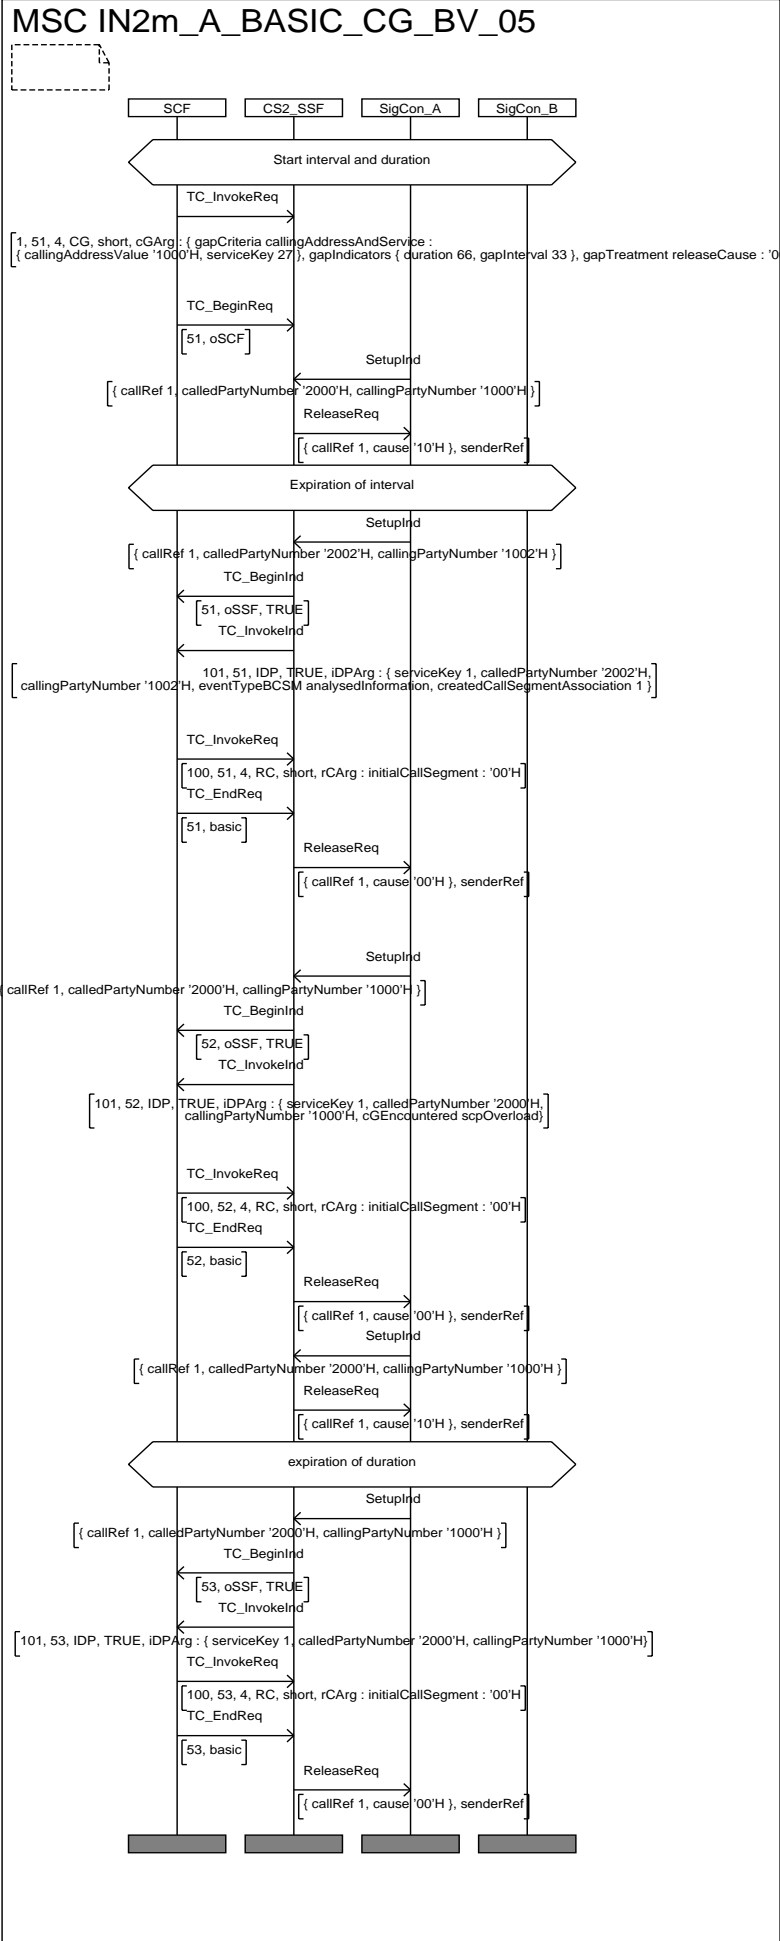 MSC IN2m_A_BASIC_CG_BV_05
SCF CS2_SSF SigCon_A SigCon_B
Start interval and duration
TC_InvokeReq
1, 51, 4, CG, short, cGArg : { gapCriteria callingAddressAndService :
{ callingAddressValue '1000'H, serviceKey 27 }, gapIndicators { duration 66, gapInterval 33 }, gapTreatment releaseCause : '0
TC_BeginReq
51, oSCF
SetupInd
{ callRef 1, calledPartyNumber '2000'H, callingPartyNumber '1000'H }
ReleaseReq
{ callRef 1, cause '10'H }, senderRef
Expiration of interval
SetupInd
{ callRef 1, calledPartyNumber '2002'H, callingPartyNumber '1002'H }
TC_BeginInd
51, oSSF, TRUE
TC_InvokeInd
101, 51, IDP, TRUE, iDPArg : { serviceKey 1, calledPartyNumber '2002'H,
callingPartyNumber '1002'H, eventTypeBCSM analysedInformation, createdCallSegmentAssociation 1 }
TC_InvokeReq
100, 51, 4, RC, short, rCArg : initialCallSegment : '00'H
TC_EndReq
51, basic
ReleaseReq
{ callRef 1, cause '00'H }, senderRef
SetupInd
{ callRef 1, calledPartyNumber '2000'H, callingPartyNumber '1000'H }
TC_BeginInd
52, oSSF, TRUE
TC_InvokeInd
101, 52, IDP, TRUE, iDPArg : { serviceKey 1, calledPartyNumber '2000'H,
callingPartyNumber '1000'H, cGEncountered scpOverload}
TC_InvokeReq
100, 52, 4, RC, short, rCArg : initialCallSegment : '00'H
TC_EndReq
52, basic
ReleaseReq
{ callRef 1, cause '00'H }, senderRef
SetupInd
{ callRef 1, calledPartyNumber '2000'H, callingPartyNumber '1000'H }
ReleaseReq
{ callRef 1, cause '10'H }, senderRef
expiration of duration
SetupInd
{ callRef 1, calledPartyNumber '2000'H, callingPartyNumber '1000'H }
TC_BeginInd
53, oSSF, TRUE
TC_InvokeInd
101, 53, IDP, TRUE, iDPArg : { serviceKey 1, calledPartyNumber '2000'H, callingPartyNumber '1000'H}
TC_InvokeReq
100, 53, 4, RC, short, rCArg : initialCallSegment : '00'H
TC_EndReq
53, basic
ReleaseReq
{ callRef 1, cause '00'H }, senderRef